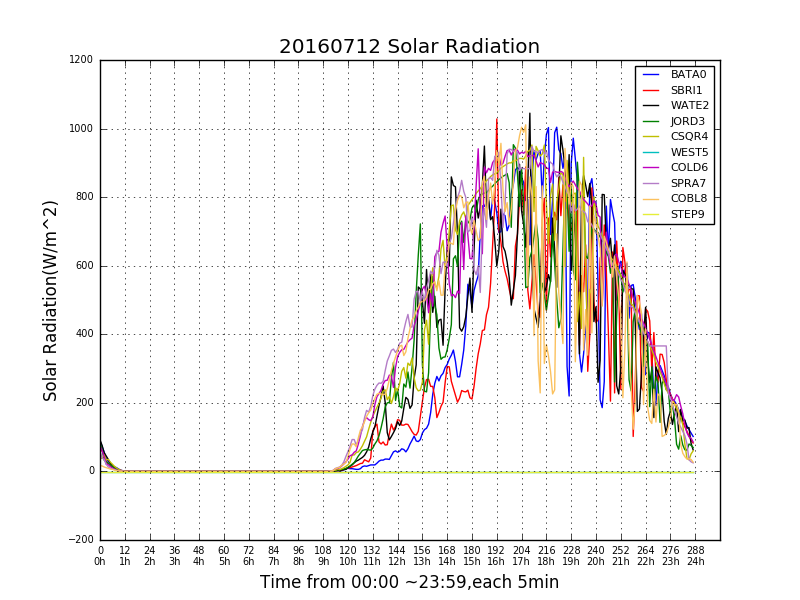 20160712 Solar Radiation
1200
1000
800
600
400
200
0
−200
Solar Radiation(W/m^2)
BATA0
SBRI1
WATE2
JORD3
CSQR4
WEST5
COLD6
SPRA7
COBL8
STEP9
0 12 24 36 48 60 72 84 96 108 120 132 144 156 168 180 192 204 216 228 240 252 264 276 288
0h 1h 2h 3h 4h 5h 6h 7h 8h 9h 10h 11h 12h 13h 14h 15h 16h 17h 18h 19h 20h 21h 22h 23h 24h
Time from 00:00 ~23:59,each 5min